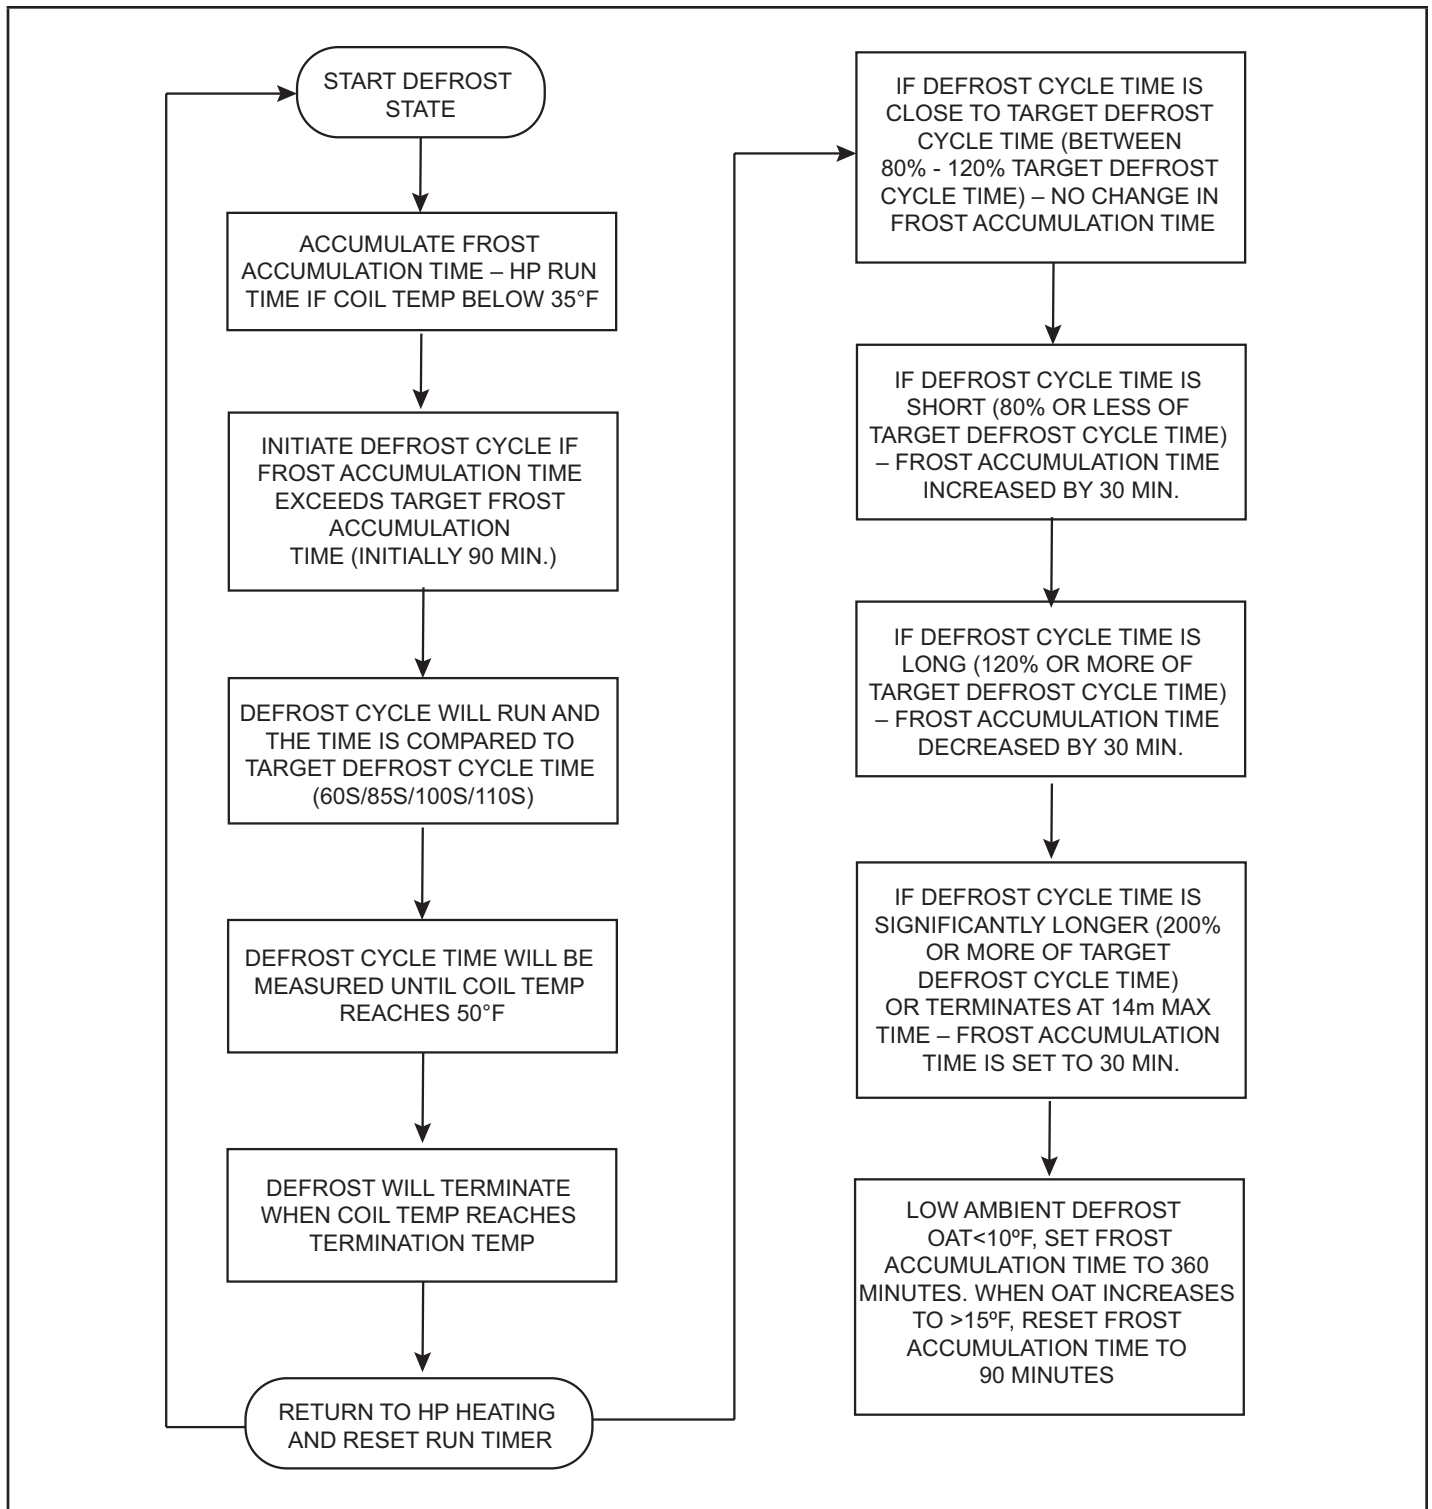 START DEFROST
STATE
ACCUMULATE FROST
ACCUMULATION TIME – HP RUN
TIME IF COIL TEMP BELOW 35°F
INITIATE DEFROST CYCLE IF
FROST ACCUMULATION TIME
EXCEEDS TARGET FROST
ACCUMULATION
TIME (INITIALLY 90 MIN.)
DEFROST CYCLE WILL RUN AND
THE TIME IS COMPARED TO
TARGET DEFROST CYCLE TIME
(60S/85S/100S/110S)
DEFROST CYCLE TIME WILL BE
MEASURED UNTIL COIL TEMP
REACHES 50°F
DEFROST WILL TERMINATE
WHEN COIL TEMP REACHES
TERMINATION TEMP
RETURN TO HP HEATING
AND RESET RUN TIMER
IF DEFROST CYCLE TIME IS
CLOSE TO TARGET DEFROST
CYCLE TIME (BETWEEN
80% - 120% TARGET DEFROST
CYCLE TIME) – NO CHANGE IN
FROST ACCUMULATION TIME
IF DEFROST CYCLE TIME IS
SHORT (80% OR LESS OF
TARGET DEFROST CYCLE TIME)
– FROST ACCUMULATION TIME
INCREASED BY 30 MIN.
IF DEFROST CYCLE TIME IS
LONG (120% OR MORE OF
TARGET DEFROST CYCLE TIME)
– FROST ACCUMULATION TIME
DECREASED BY 30 MIN.
IF DEFROST CYCLE TIME IS
SIGNIFICANTLY LONGER (200%
OR MORE OF TARGET
DEFROST CYCLE TIME)
OR TERMINATES AT 14m MAX
TIME – FROST ACCUMULATION
TIME IS SET TO 30 MIN.
LOW AMBIENT DEFROST
OAT<10ºF, SET FROST
ACCUMULATION TIME TO 360
MINUTES. WHEN OAT INCREASES
TO >15ºF, RESET FROST
ACCUMULATION TIME TO
90 MINUTES